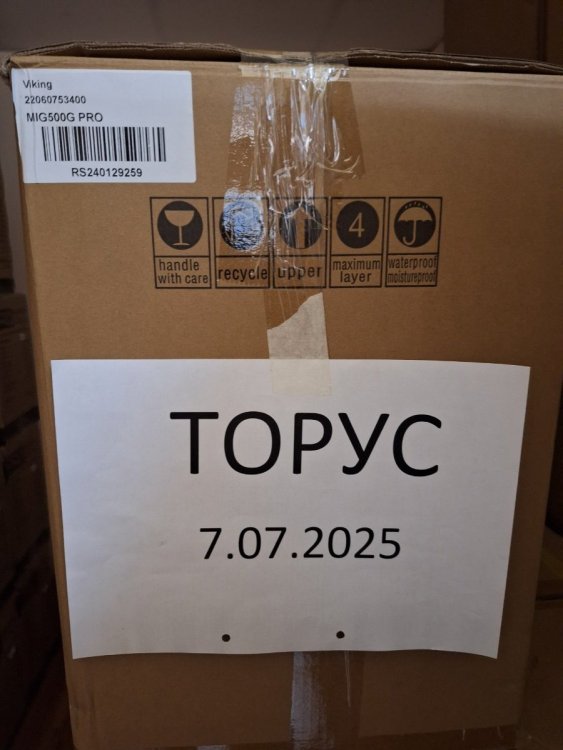 Viking
22060753400
MIG500G PRO
RS240129259
handle
with care
recycle
upper
4
maximum
layer
waterproof
moistureproof
ТОРУС
7.07.2025